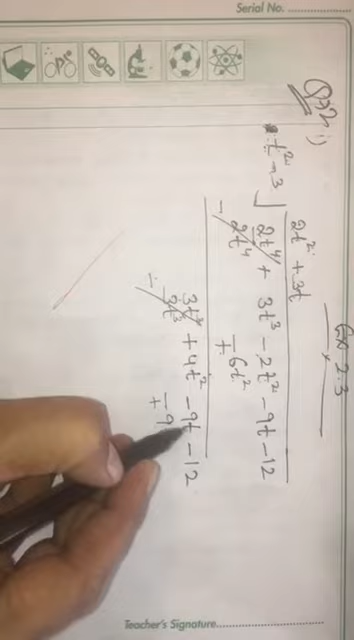 Serial No.
Ex 2.3
Q2 i)
2t² + 3t
t² - 3 √ 2t⁴ + 3t³ - 2t² - 9t - 12
- 2t⁴ + 6t²
3t³ + 4t² - 9t - 12
- 3t³ - 9
+
Teacher's Signature